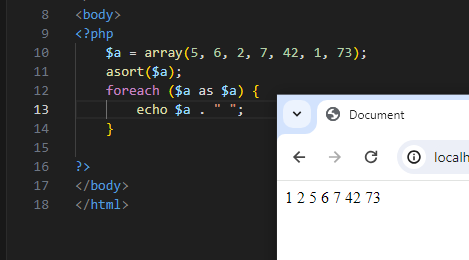 8 <body>
9 <?php
10 $a = array(5, 6, 2, 7, 42, 1, 73);
11 asort($a);
12 foreach ($a as $a) {
13 echo $a . " ";
14 }
15
16 ?>
17 </body>
18 </html>
Document
localh
1 2 5 6 7 42 73